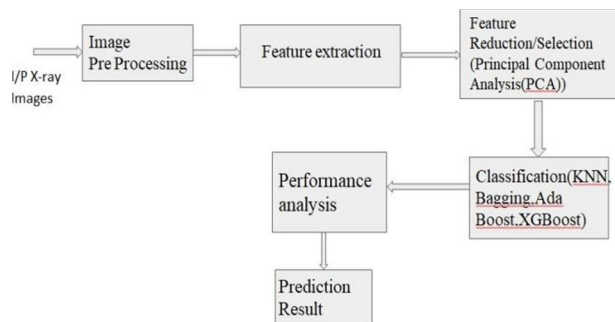 I/P X-ray
Images
Image
Pre Processing
Feature extraction
Feature
Reduction/Selection
(Principal Component
Analysis(PCA))
Classification(KNN,
Bagging,Ada
Boost,XGBoost)
Performance
analysis
Prediction
Result